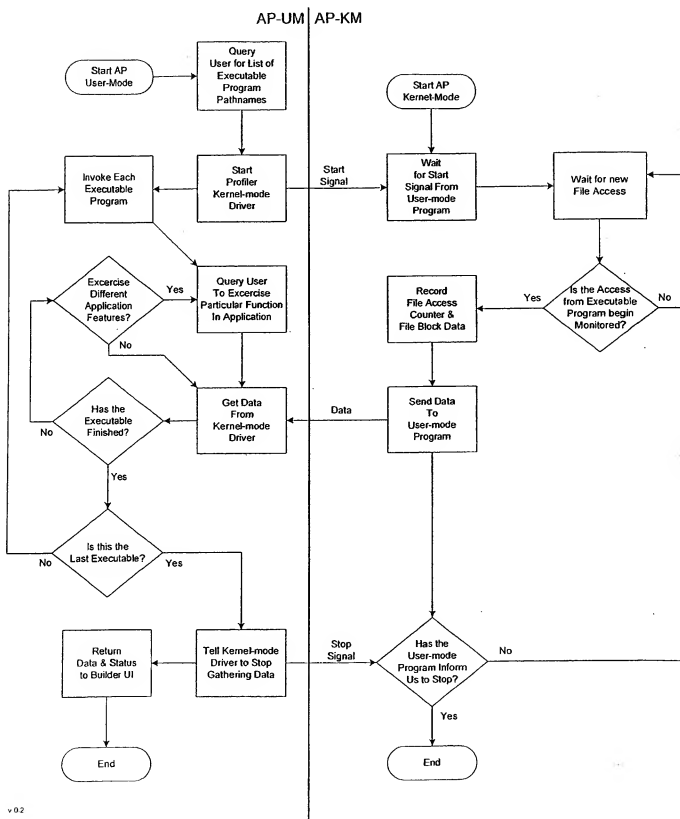 AP-UM
AP-KM
Start AP
User-Mode
Query
User for List of
Executable
Program
Pathnames
Start AP
Kernet-Mode
Invoke Each
Executable
Program
Start
Profiler
Kernel-mode
Driver
Start
Signal
Wait
for Start
Signal From
User-mode
Program
Wait for new
File Access
Excercise
Different
Application
Features?
Yes
No
Query User
To Excercise
Particular Function
In Application
Record
File Access
Counter &
File Block Data
Yes
Is the Access
from Executable
Program begin
Monitored?
No
Has the
Executable
Finished?
No
Yes
Get Data
From
Kernel-mode
Driver
Data
Send Data
To
User-mode
Program
Is this the
Last Executable?
No
Yes
Return
Data & Status
to Builder UI
Tell Kernel-mode
Driver to Stop
Gathering Data
Stop
Signal
Has the
User-mode
Program Inform
Us to Stop?
No
Yes
End
End
v 0.2